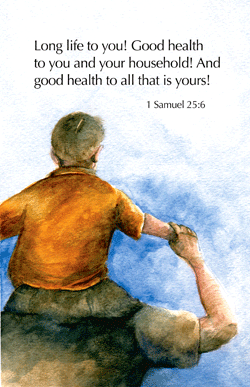 Long life to you! Good health
to you and your household! And
good health to all that is yours!
1 Samuel 25:6